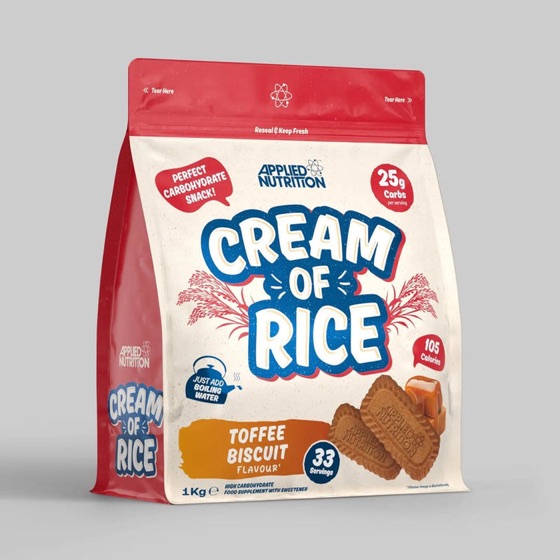 « Tear Here
Tear Here »
Reseal & Keep Fresh
APPLIED
NUTRITION
PERFECT
CARBOHYDRATE
SNACK!
25g
Carbs
per serving
CREAM
OF
RICE
105
Calories
JUST ADD
BOILING
WATER
APPLIED
NUTRITION
TOFFEE
BISCUIT
FLAVOUR*
33
Servings
1Kg e
HIGH CARBOHYDRATE
FOOD SUPPLEMENT WITH SWEETENER
APPLIED
NUTRITION
CREAM
OF
RICE